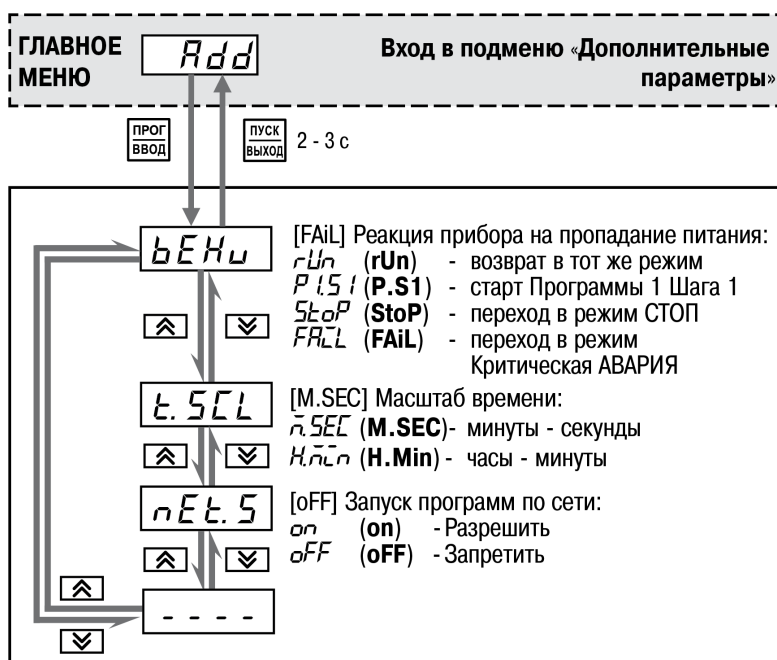 ГЛАВНОЕ МЕНЮ
Add
Вход в подменю «Дополнительные параметры»
ПРОГ ВВОД
ПУСК ВЫХОД
2 - 3 с
bEHv
[FAiL] Реакция прибора на пропадание питания:
rUn (rUn) - возврат в тот же режим
P1.S1 (P.S1) - старт Программы 1 Шага 1
StoP (StoP) - переход в режим СТОП
FAiL (FAiL) - переход в режим
Критическая АВАРИЯ
t.SCL
[M.SEC] Масштаб времени:
m.SEC (M.SEC)- минуты - секунды
H.min (H.Min) - часы - минуты
nEt.S
[oFF] Запуск программ по сети:
on (on) - Разрешить
oFF (oFF) - Запретить
- - - -